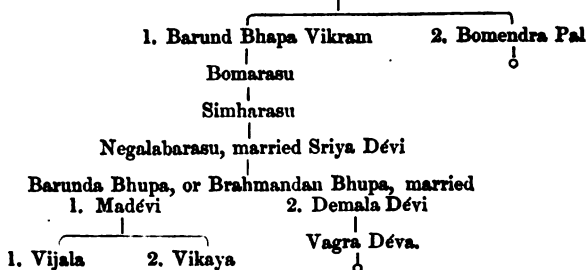 1. Barund Bhapa Vikram 2. Bomendra Pal
Bomarasu
Simharasu
Negalabarasu, married Sriya Dévi
Barunda Bhupa, or Brahmandan Bhupa, married
1. Madévi 2. Demala Dévi
Vagra Déva.
1. Vijala 2. Vikaya